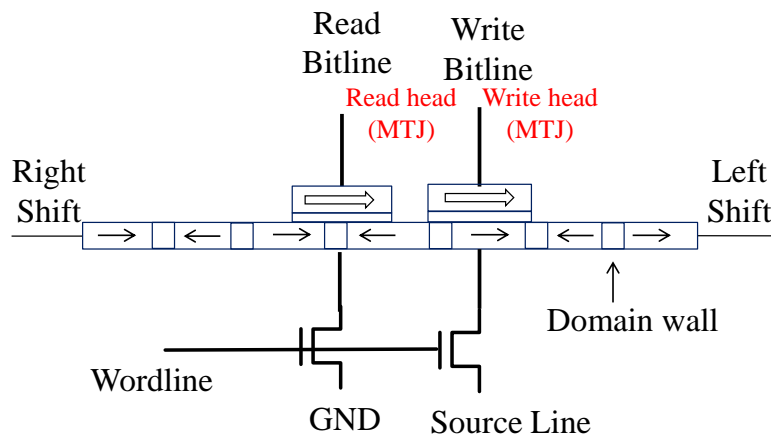 Read
Bitline
Write
Bitline
Read head
(MTJ)
Write head
(MTJ)
Right
Shift
Left
Shift
Domain wall
Wordline
GND
Source Line